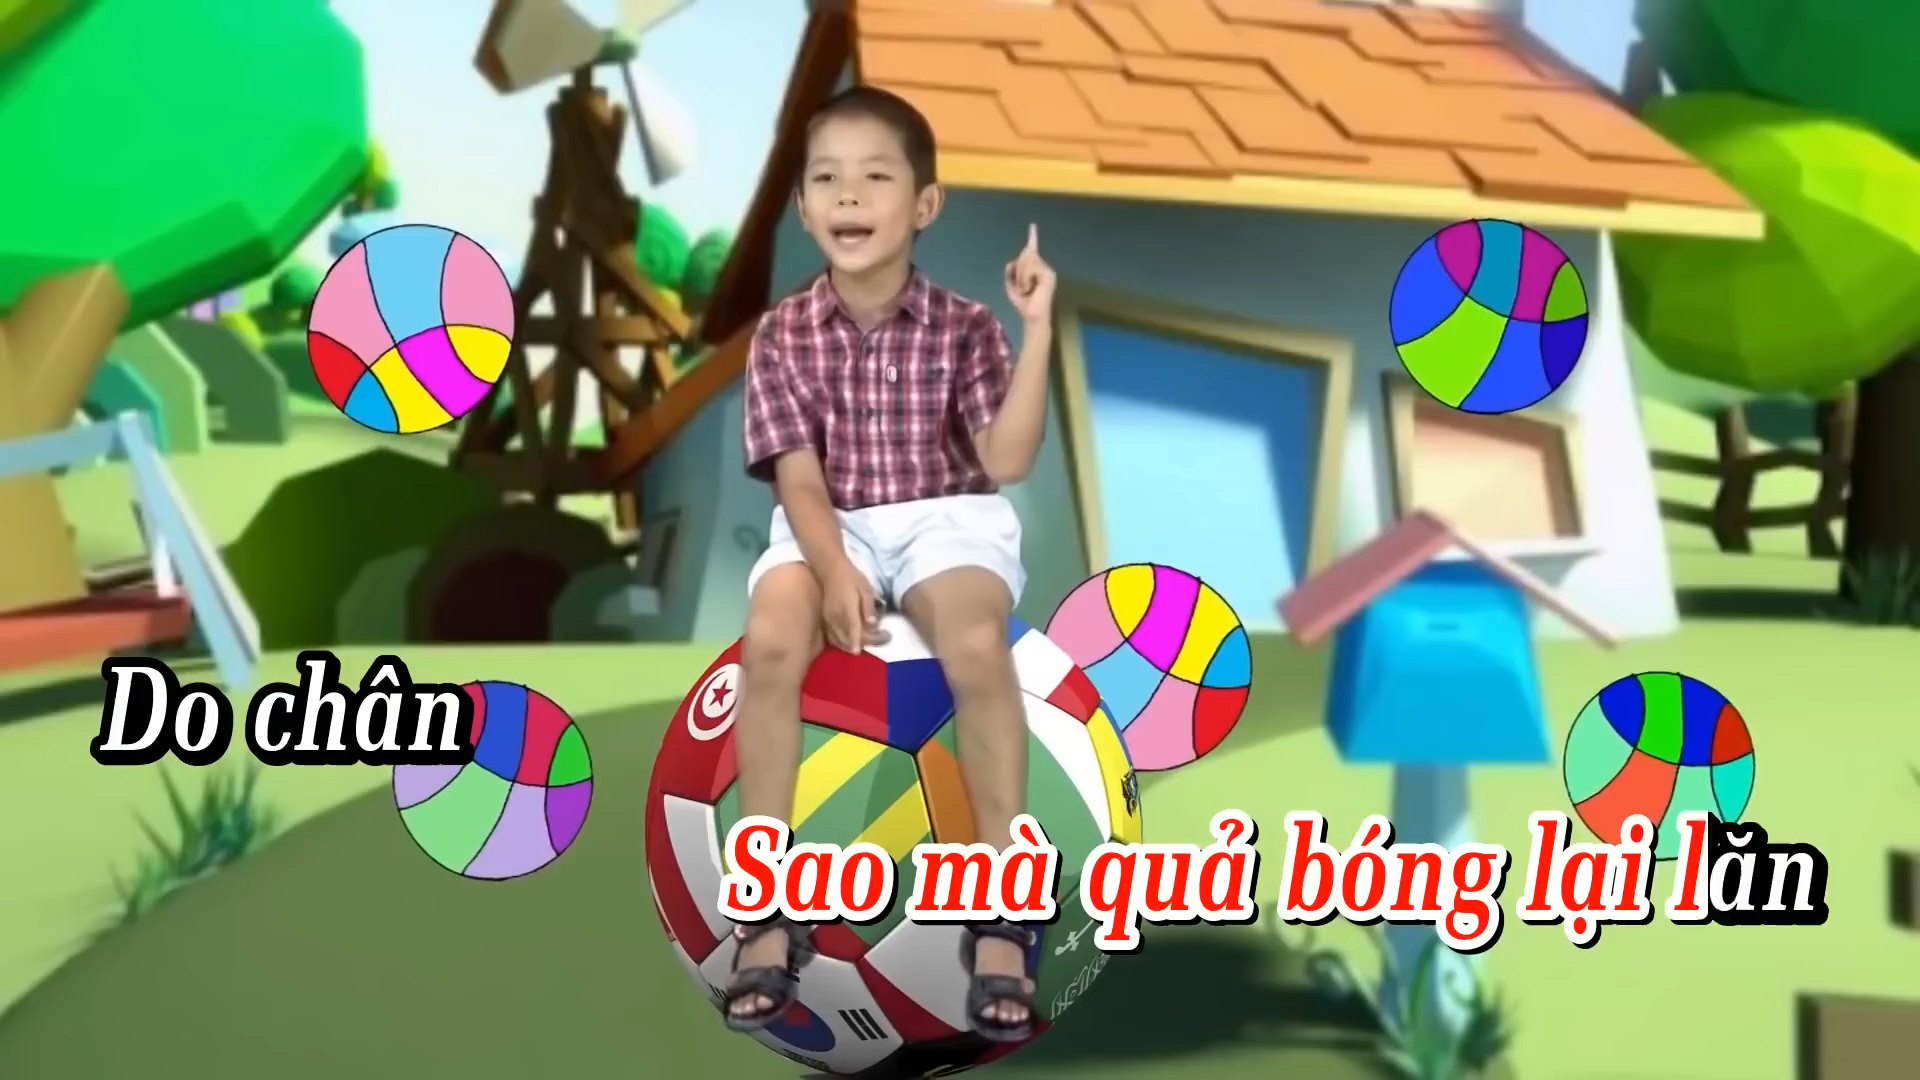 Do chân
Sao mà quả bóng lại lăn